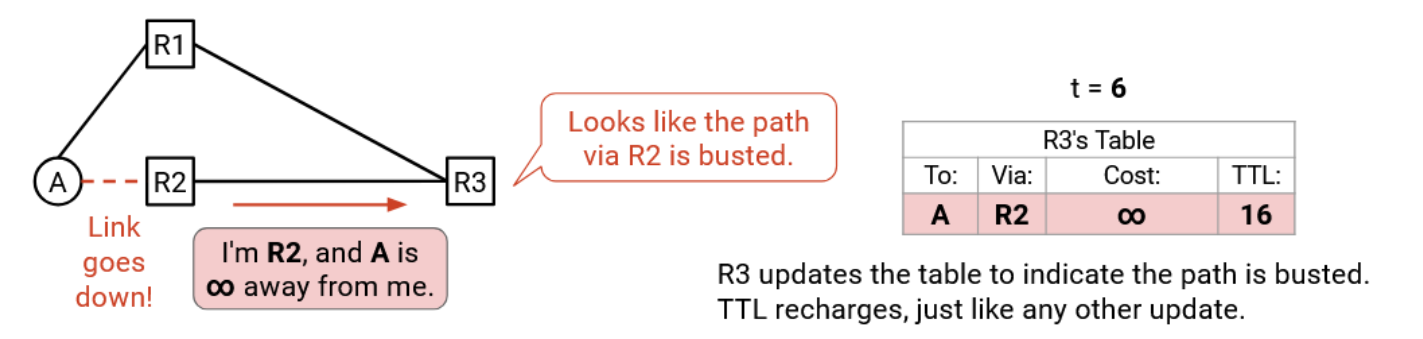 R1
Looks like the path
via R2 is busted.
A
R2
R3
Link
goes
down!
I'm R2, and A is
∞ away from me.
t = 6
R3's Table
To: Via: Cost: TTL:
A R2 ∞ 16
R3 updates the table to indicate the path is busted.
TTL recharges, just like any other update.